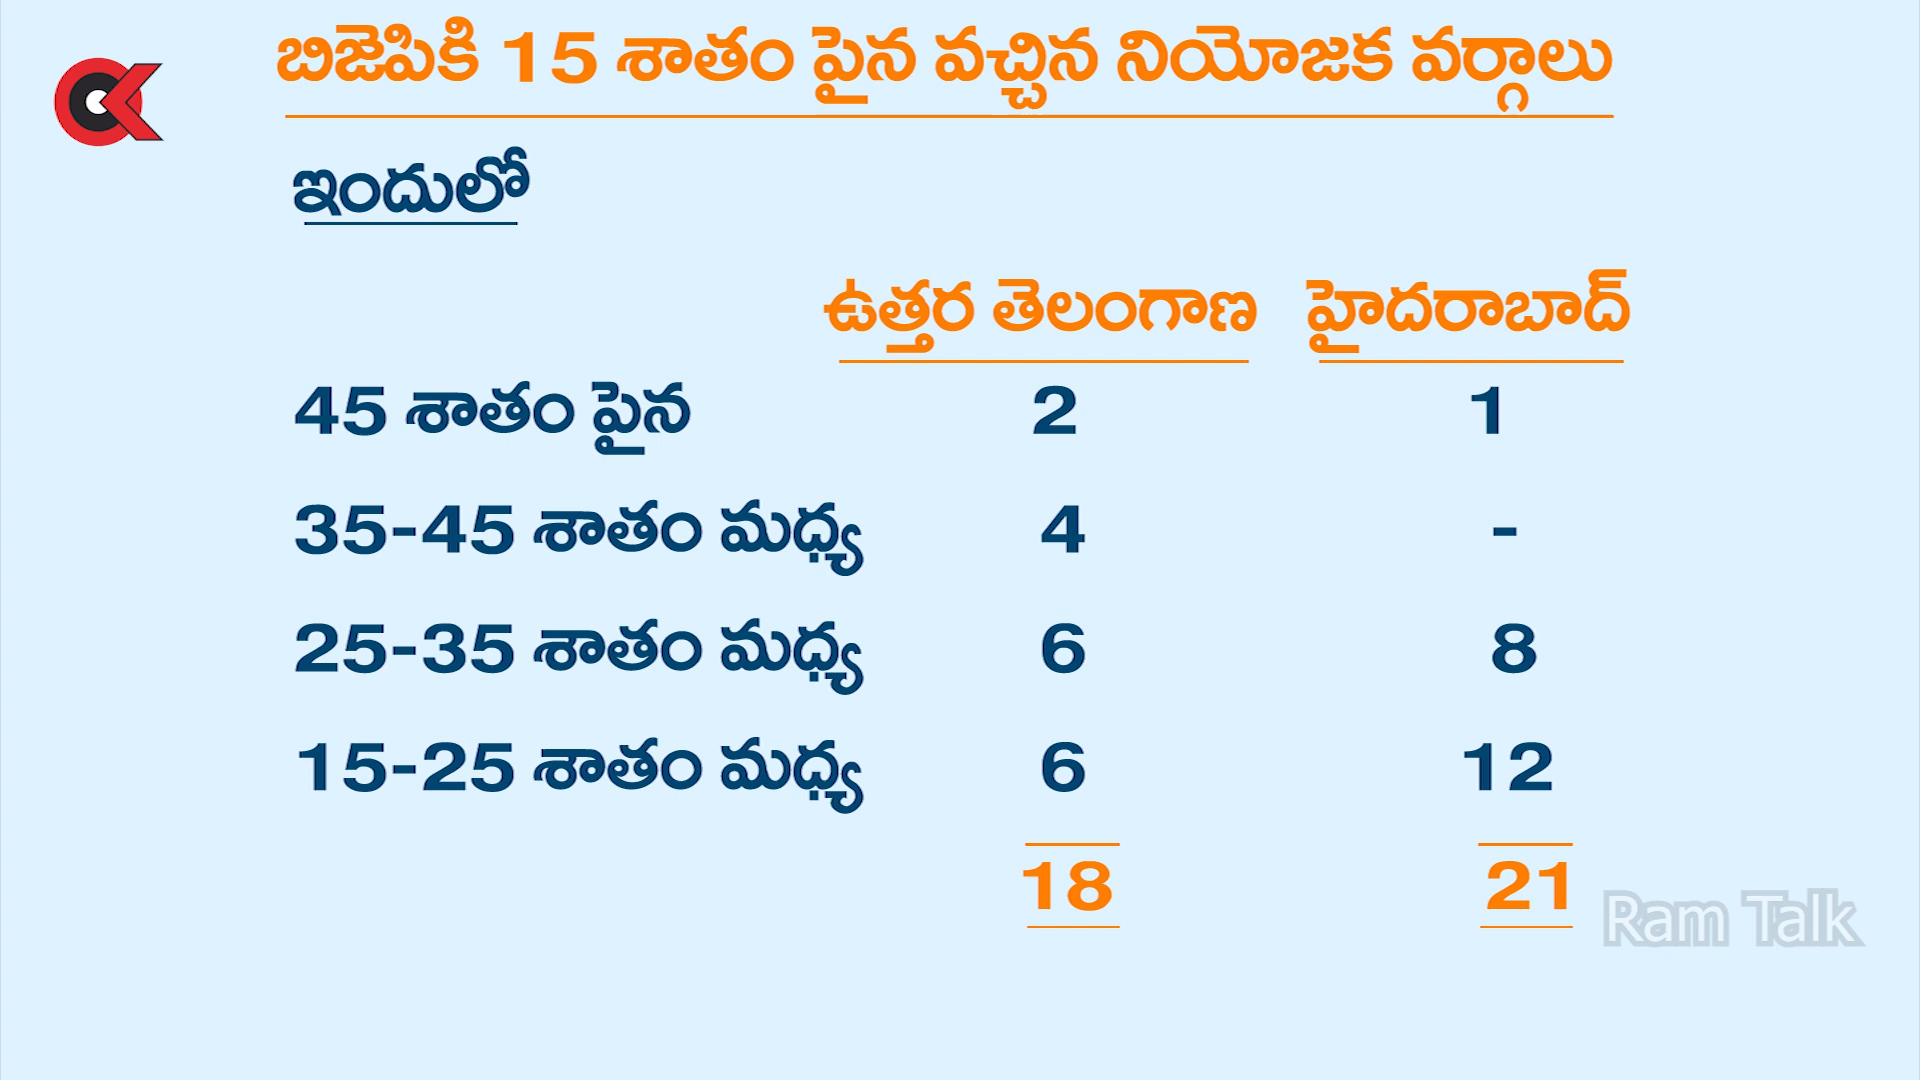 బిజెపికి 15 శాతం పైన వచ్చిన నియోజక వర్గాలు
ఇందులో
ఉత్తర తెలంగాణ హైదరాబాద్
45 శాతం పైన 2 1
35-45 శాతం మధ్య 4 -
25-35 శాతం మధ్య 6 8
15-25 శాతం మధ్య 6 12
18 21
Ram Talk